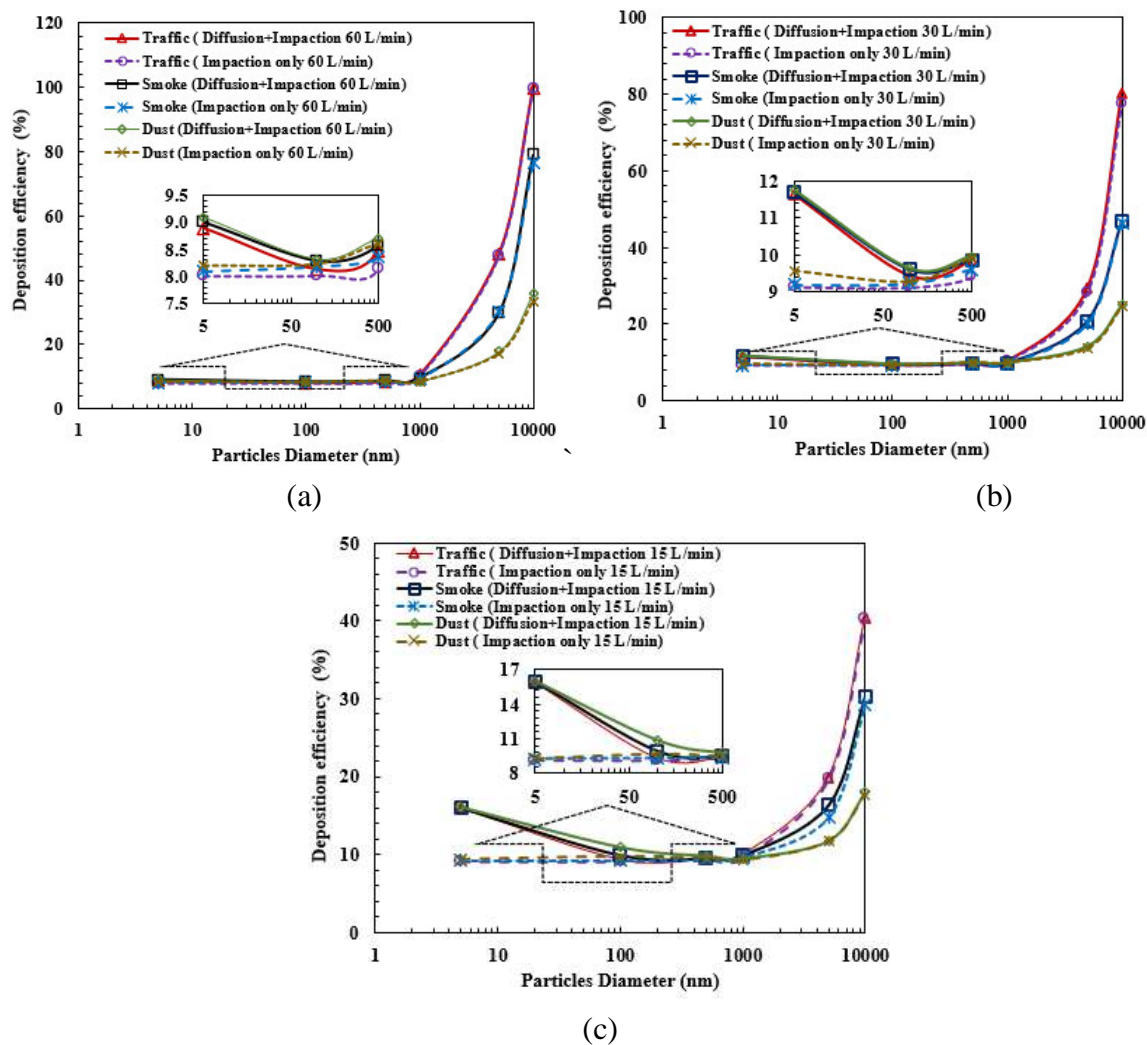 120
100
80
60
40
20
0
Deposition efficiency (%)
Traffic ( Diffusion+Impaction 60 L/min)
Traffic ( Impaction only 60 L/min)
Smoke (Diffusion+Impaction 60 L/min)
Smoke (Impaction only 60 L/min)
Dust (Diffusion+Impaction 60 L/min)
Dust (Impaction only 60 L/min)
9.5
9.0
8.5
8.0
7.5
5 50 500
1 10 100 1000 10000
Particles Diameter (nm)
(a)
100
80
60
40
20
0
Deposition efficiency (%)
Traffic ( Diffusion+Impaction 30 L/min)
Traffic ( Impaction only 30 L/min)
Smoke (Diffusion+Impaction 30 L/min)
Smoke (Impaction only 30 L/min)
Dust ( Diffusion+Impaction 30 L/min)
Dust ( Impaction only 30 L/min)
12
11
10
9
5 50 500
1 10 100 1000 10000
Particles Diameter (nm)
`
(b)
50
40
30
20
10
0
Deposition efficiency (%)
Traffic ( Diffusion+Impaction 15 L/min)
Traffic ( Impaction only 15 L/min)
Smoke (Diffusion+Impaction 15 L/min)
Smoke (Impaction only 15 L/min)
Dust ( Diffusion+Impaction 15 L/min)
Dust ( Impaction only 15 L/min)
17
14
11
8
5 50 500
1 10 100 1000 10000
Particles Diameter (nm)
(c)